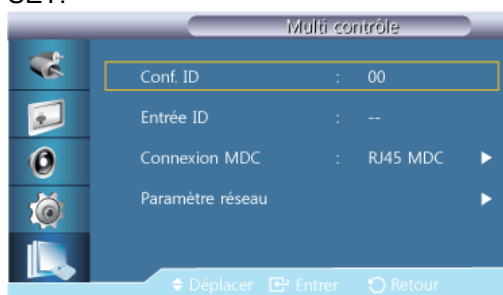 SET.
Multi contrôle
Conf. ID : 00
Entrée ID : --
Connexion MDC : RJ45 MDC
Paramètre réseau
Déplacer Entrer Retour